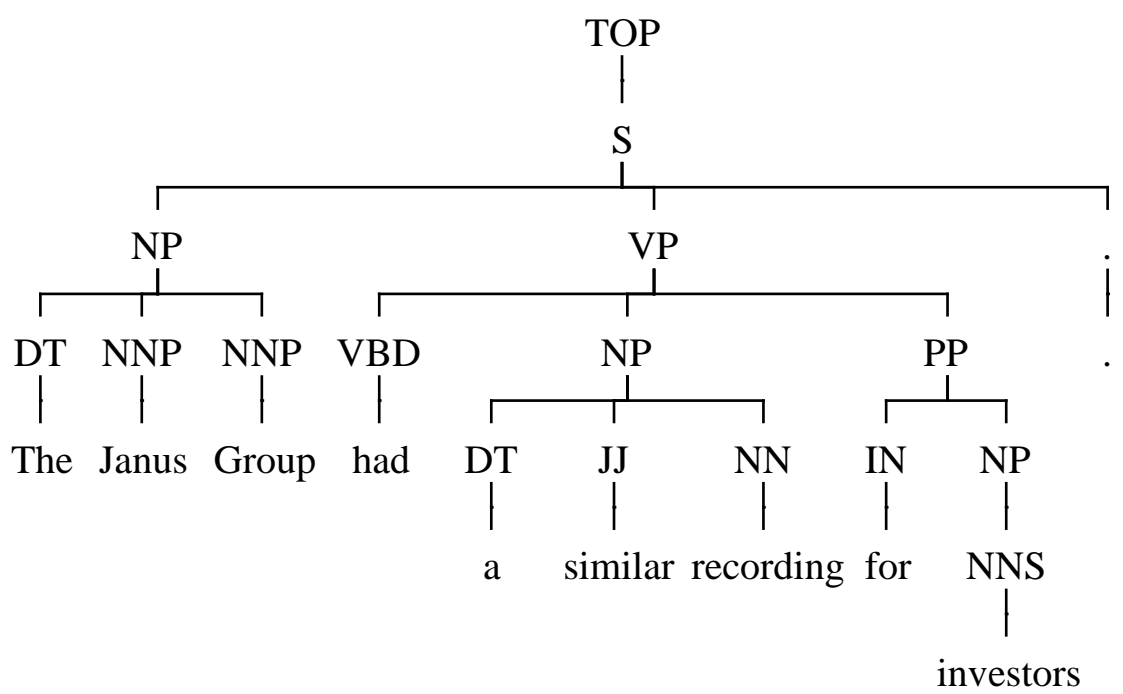 TOP
S
NP VP .
DT NNP NNP VBD NP PP .
The Janus Group had DT JJ NN IN NP
a similar recording for NNS
investors